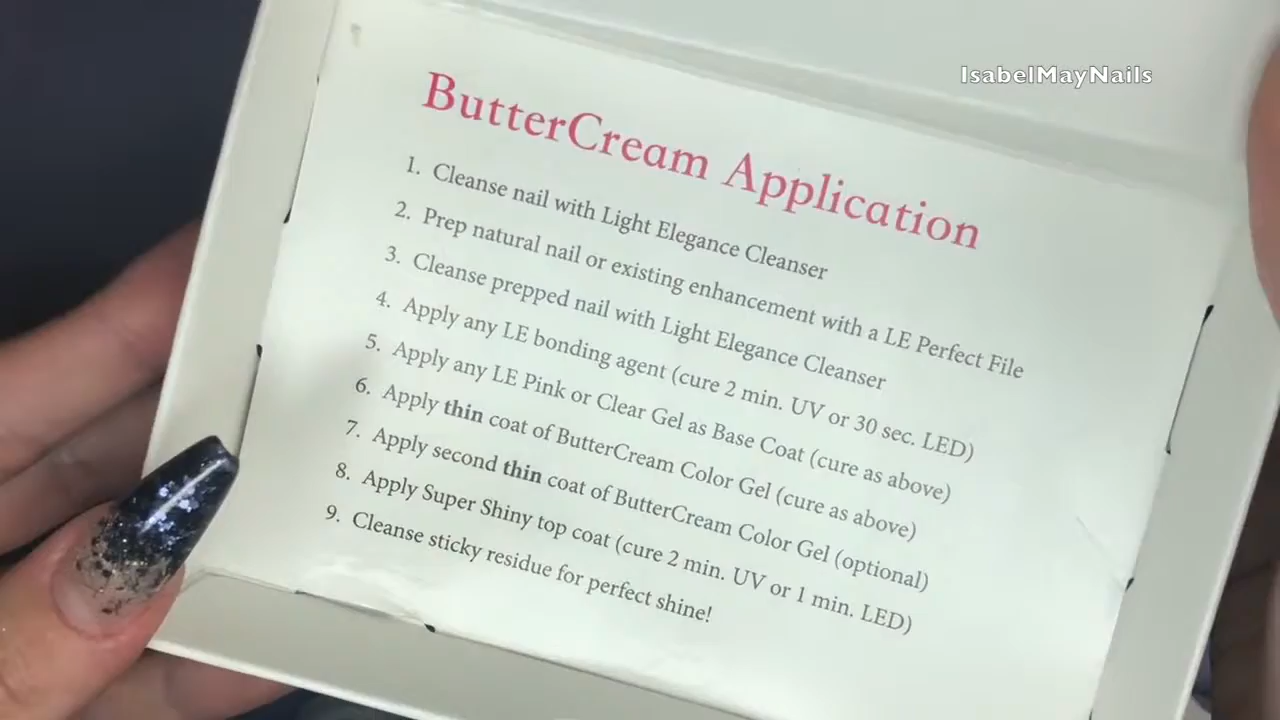 IsabelMayNails
ButterCream Application
1. Cleanse nail with Light Elegance Cleanser
2. Prep natural nail or existing enhancement with a LE Perfect File
3. Cleanse prepped nail with Light Elegance Cleanser
4. Apply any LE bonding agent (cure 2 min. UV or 30 sec. LED)
5. Apply any LE Pink or Clear Gel as Base Coat (cure as above)
6. Apply thin coat of ButterCream Color Gel (cure as above)
7. Apply second thin coat of ButterCream Color Gel (optional)
8. Apply Super Shiny top coat (cure 2 min. UV or 1 min. LED)
9. Cleanse sticky residue for perfect shine!